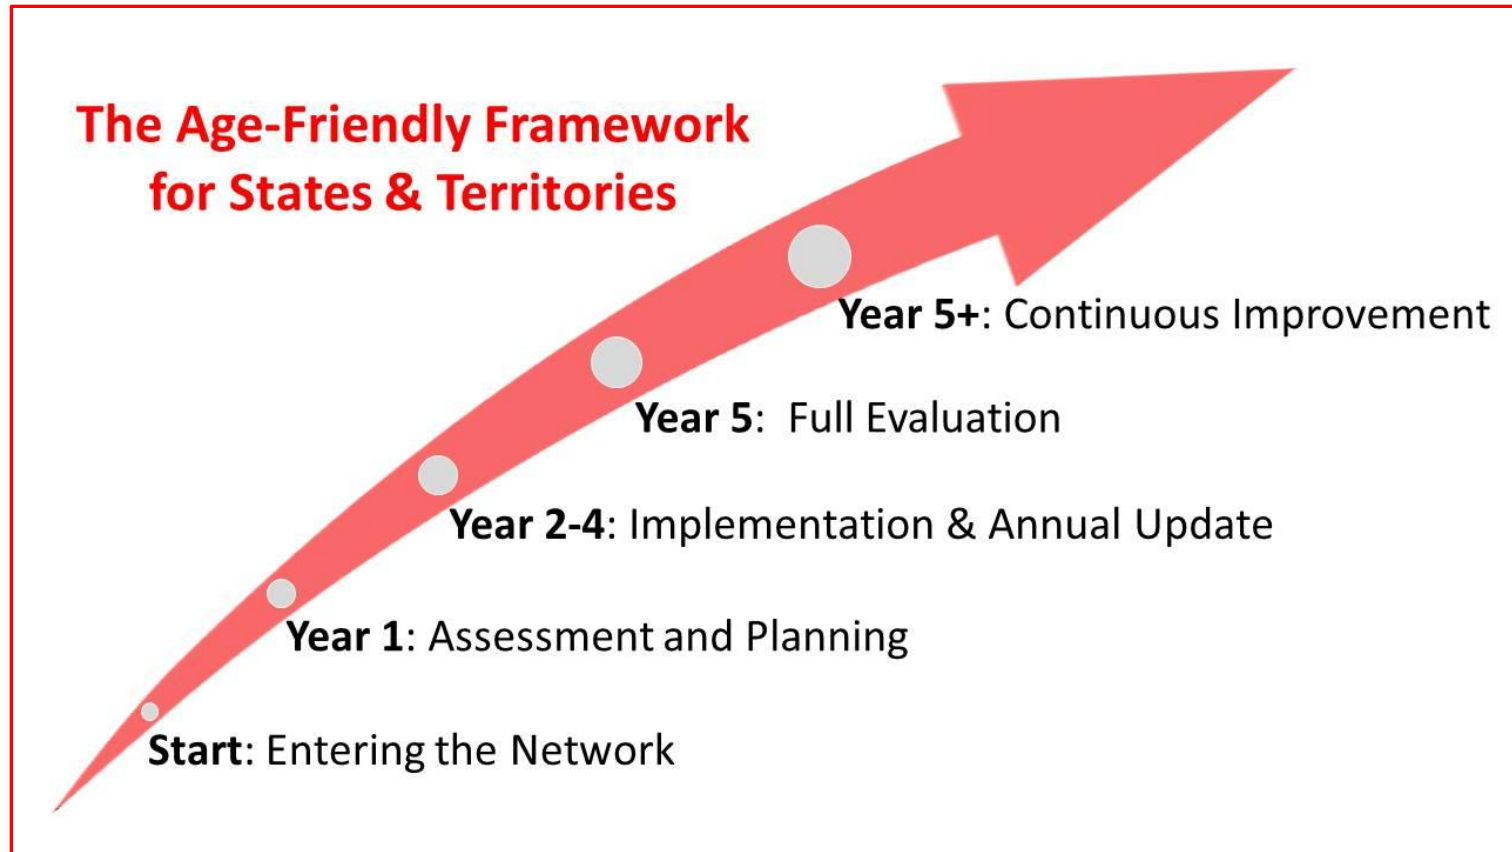 The Age-Friendly Framework
for States & Territories
Year 5+: Continuous Improvement
Year 5: Full Evaluation
Year 2-4: Implementation & Annual Update
Year 1: Assessment and Planning
Start: Entering the Network